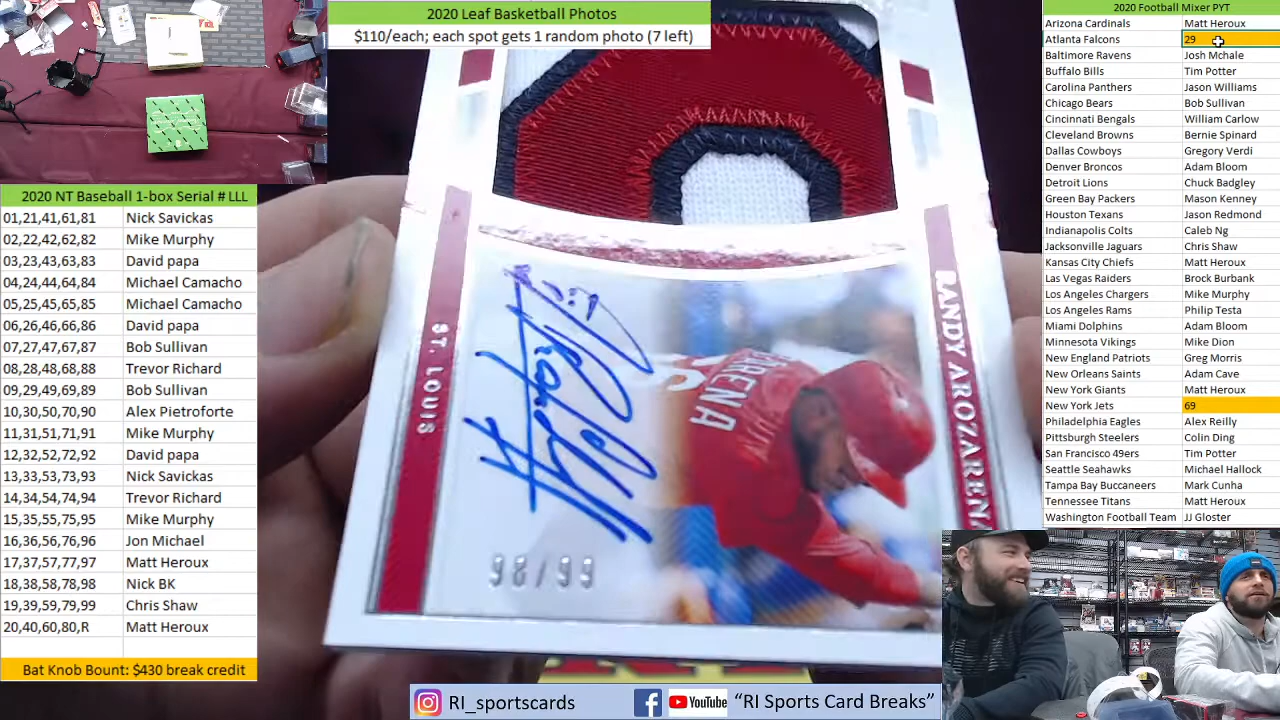 2020 Leaf Basketball Photos
$110/each; each spot gets 1 random photo (7 left)
2020 NT Baseball 1-box Serial # LLL
01,21,41,61,81 Nick Savickas
02,22,42,62,82 Mike Murphy
03,23,43,63,83 David papa
04,24,44,64,84 Michael Camacho
05,25,45,65,85 Michael Camacho
06,26,46,66,86 David papa
07,27,47,67,87 Bob Sullivan
08,28,48,68,88 Trevor Richard
09,29,49,69,89 Bob Sullivan
10,30,50,70,90 Alex Pietroforte
11,31,51,71,91 Mike Murphy
12,32,52,72,92 David papa
13,33,53,73,93 Nick Savickas
14,34,54,74,94 Trevor Richard
15,35,55,75,95 Mike Murphy
16,36,56,76,96 Jon Michael
17,37,57,77,97 Matt Heroux
18,38,58,78,98 Nick BK
19,39,59,79,99 Chris Shaw
20,40,60,80,R Matt Heroux
Bat Knob Bount: $430 break credit
ST. LOUIS
RANDY AROZARENA
98/99
2020 Football Mixer PYT
Arizona Cardinals Matt Heroux
Atlanta Falcons 29
Baltimore Ravens Josh Mchale
Buffalo Bills Tim Potter
Carolina Panthers Jason Williams
Chicago Bears Bob Sullivan
Cincinnati Bengals William Carlow
Cleveland Browns Bernie Spinard
Dallas Cowboys Gregory Verdi
Denver Broncos Adam Bloom
Detroit Lions Chuck Badgley
Green Bay Packers Mason Kenney
Houston Texans Jason Redmond
Indianapolis Colts Caleb Ng
Jacksonville Jaguars Chris Shaw
Kansas City Chiefs Matt Heroux
Las Vegas Raiders Brock Burbank
Los Angeles Chargers Mike Murphy
Los Angeles Rams Philip Testa
Miami Dolphins Adam Bloom
Minnesota Vikings Mike Dion
New England Patriots Greg Morris
New Orleans Saints Adam Cave
New York Giants Matt Heroux
New York Jets 69
Philadelphia Eagles Alex Reilly
Pittsburgh Steelers Colin Ding
San Francisco 49ers Tim Potter
Seattle Seahawks Michael Hallock
Tampa Bay Buccaneers Mark Cunha
Tennessee Titans Matt Heroux
Washington Football Team JJ Gloster
RI_sportscards
YouTube
"RI Sports Card Breaks"